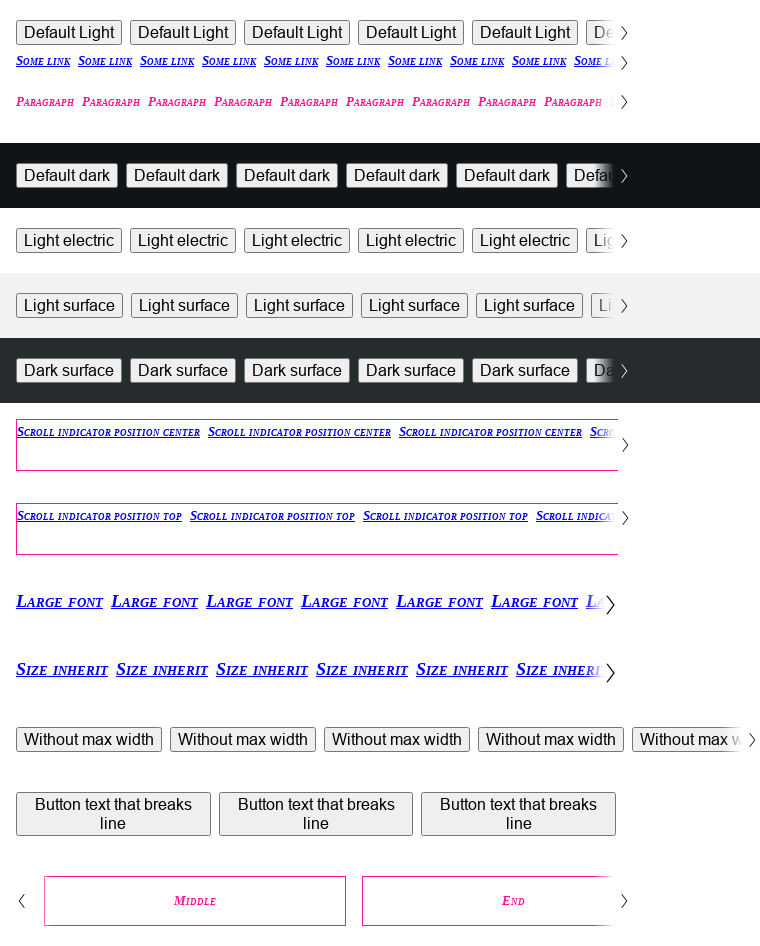 Default Light Default Light Default Light Default Light Default Light De
Some link Some link Some link Some link Some link Some link Some link Some link Some link Some li
Paragraph Paragraph Paragraph Paragraph Paragraph Paragraph Paragraph Paragraph Paragraph
Default dark Default dark Default dark Default dark Default dark Defau
Light electric Light electric Light electric Light electric Light electric Lig
Light surface Light surface Light surface Light surface Light surface Li
Dark surface Dark surface Dark surface Dark surface Dark surface Da
Scroll indicator position center Scroll indicator position center Scroll indicator position center Scro
Scroll indicator position top Scroll indicator position top Scroll indicator position top Scroll indicat
Large font Large font Large font Large font Large font Large font La
Size inherit Size inherit Size inherit Size inherit Size inherit Size inheri
Without max width Without max width Without max width Without max width Without max w
Button text that breaks Button text that breaks Button text that breaks
line line line
Middle End